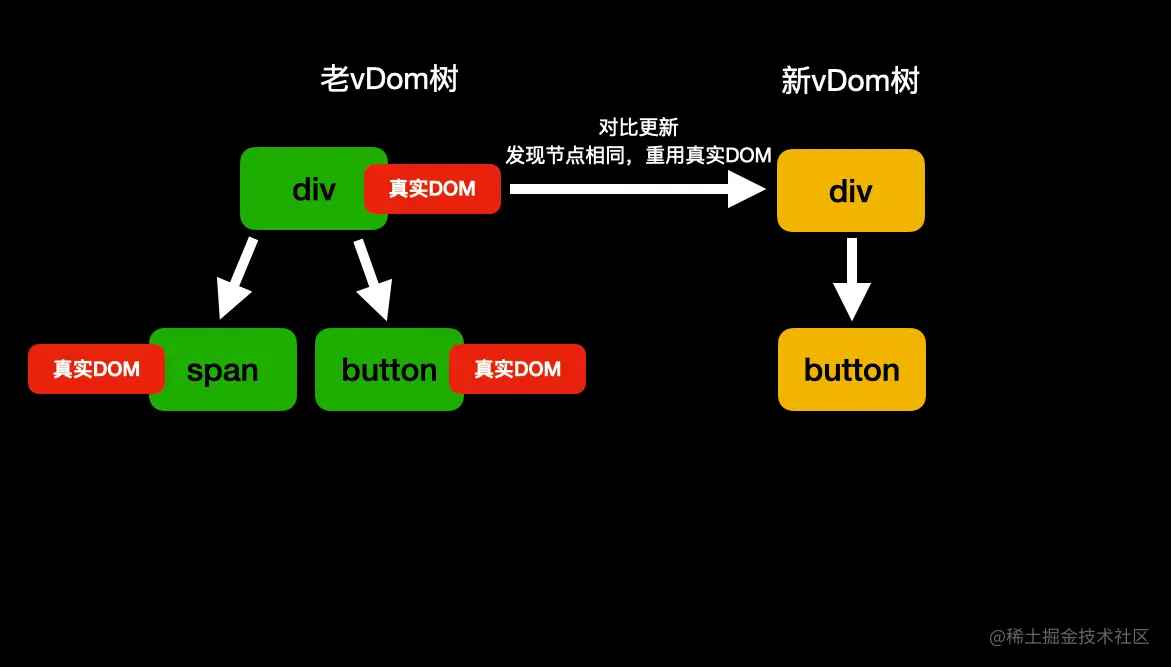 老vDom树
新vDom树
对比更新
发现节点相同，重用真实DOM
div
真实DOM
div
真实DOM
span
button
真实DOM
button
@稀土掘金技术社区